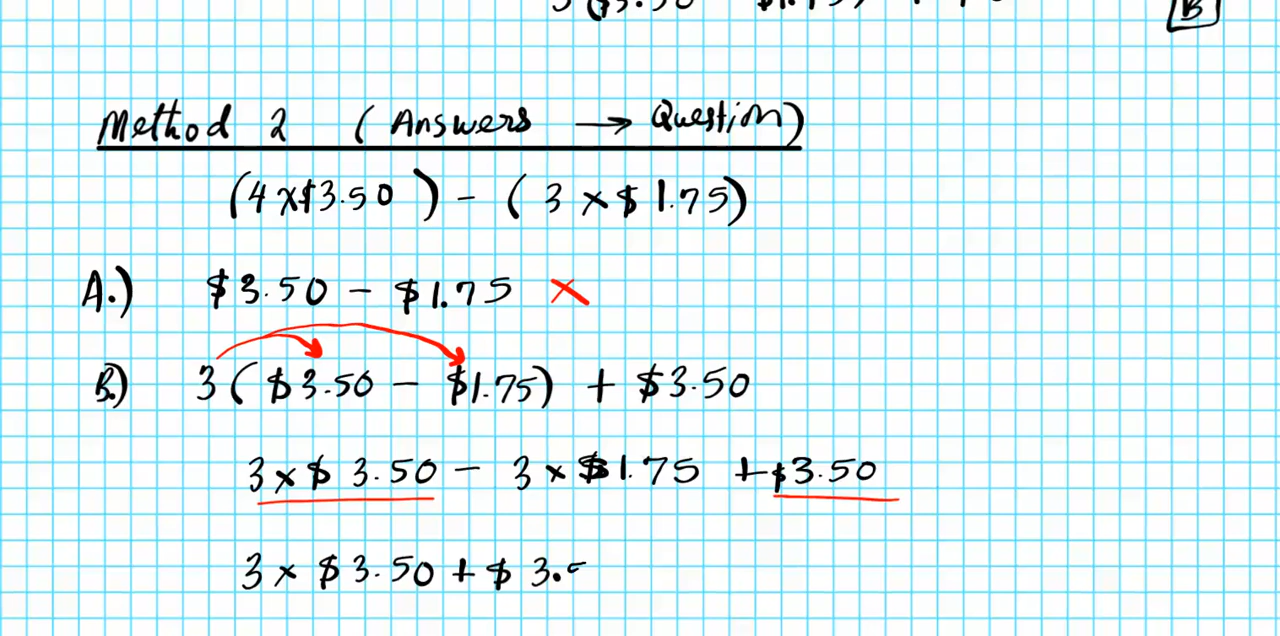 Method 2 (Answers → Question)
(4x$3.50) - (3 x $1.75)
A.) $3.50 - $1.75 x
B.) 3($3.50 - $1.75) + $3.50
3 x $ 3.50 - 3 x $1.75 + $3.50
3 x $ 3.50 + $ 3.